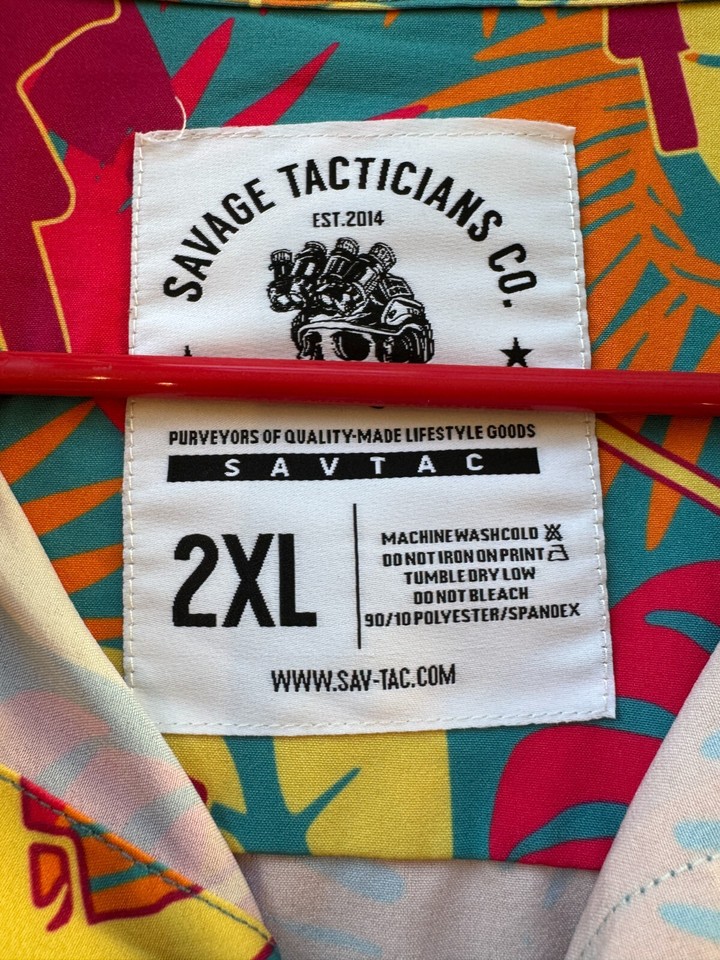 SAVAGE TACTICIANS CO.
EST.2014
PURVEYORS OF QUALITY-MADE LIFESTYLE GOODS
SAVTAC
2XL
MACHINE WASH COLD
DO NOT IRON ON PRINT
TUMBLE DRY LOW
DO NOT BLEACH
90/10 POLYESTER/SPANDEX
WWW.SAV-TAC.COM